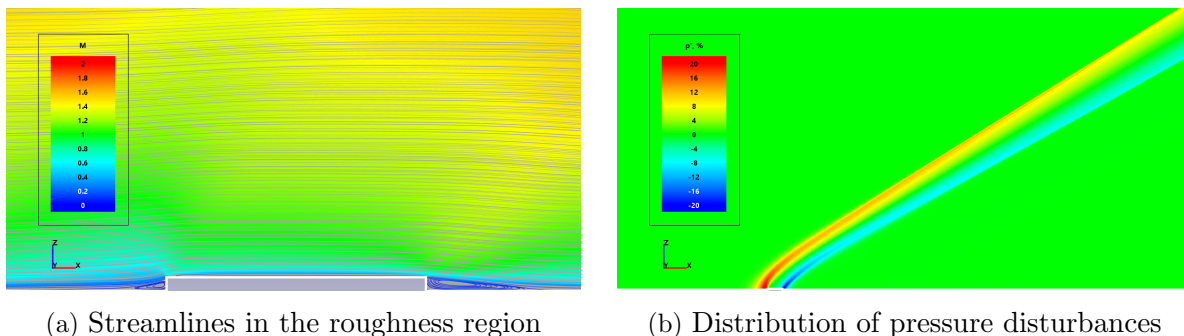 M
2
1.8
1.6
1.4
1.2
1
0.8
0.6
0.4
0.2
0
Z
Y X
p', %
20
16
12
8
4
0
-4
-8
-12
-16
-20
Z
Y X
(a) Streamlines in the roughness region
(b) Distribution of pressure disturbances